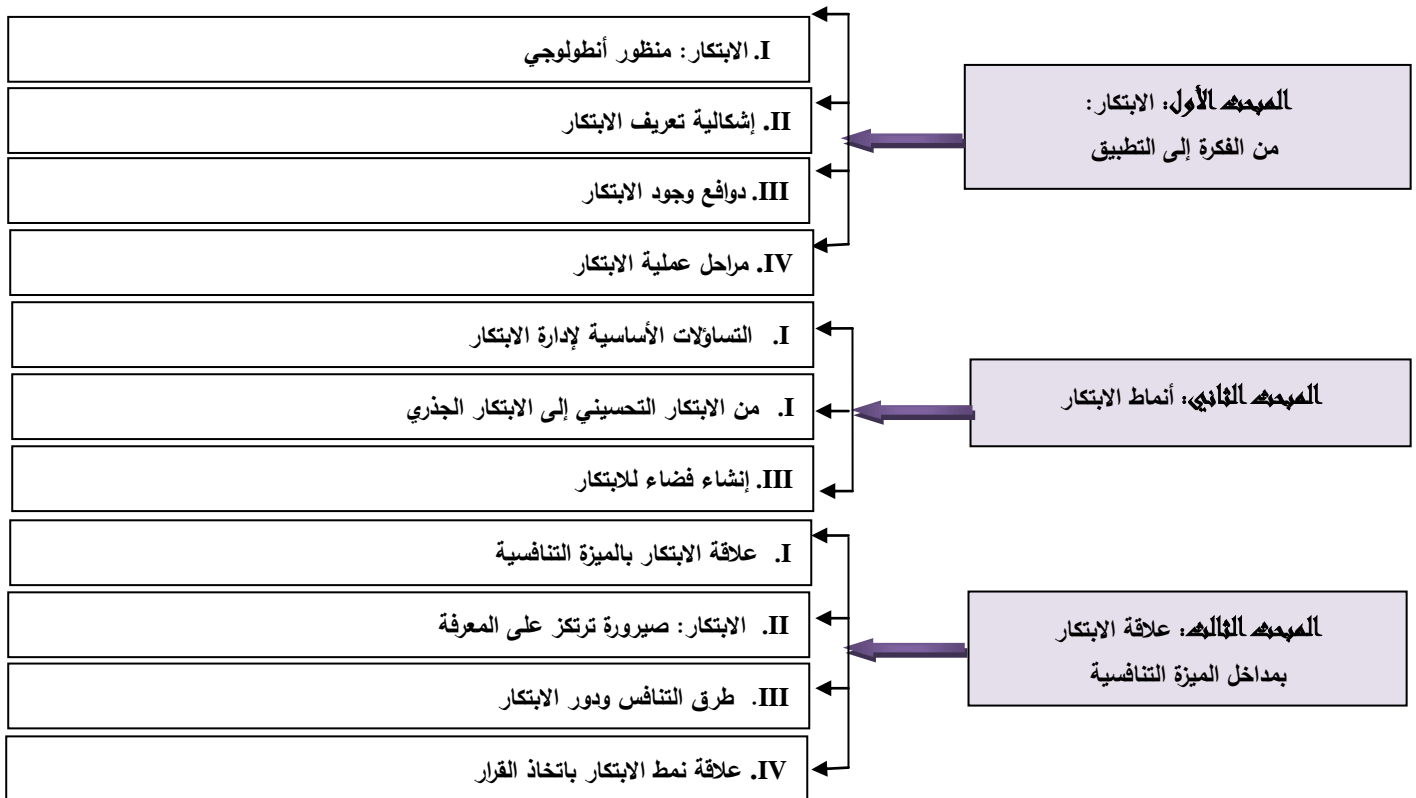 المبحث الأول: الابتكار:
من الفكرة إلى التطبيق
I. الابتكار: منظور أنطولوجي
II. إشكالية تعريف الابتكار
III. دوافع وجود الابتكار
IV. مراحل عملية الابتكار
المبحث الثاني: أنماط الابتكار
I. التساؤلات الأساسية لإدارة الابتكار
I. من الابتكار التحسيني إلى الابتكار الجذري
III. إنشاء فضاء للابتكار
المبحث الثالث: علاقة الابتكار
بمداخل الميزة التنافسية
I. علاقة الابتكار بالميزة التنافسية
II. الابتكار: صيرورة ترتكز على المعرفة
III. طرق التنافس ودور الابتكار
IV. علاقة نمط الابتكار باتخاذ القرار